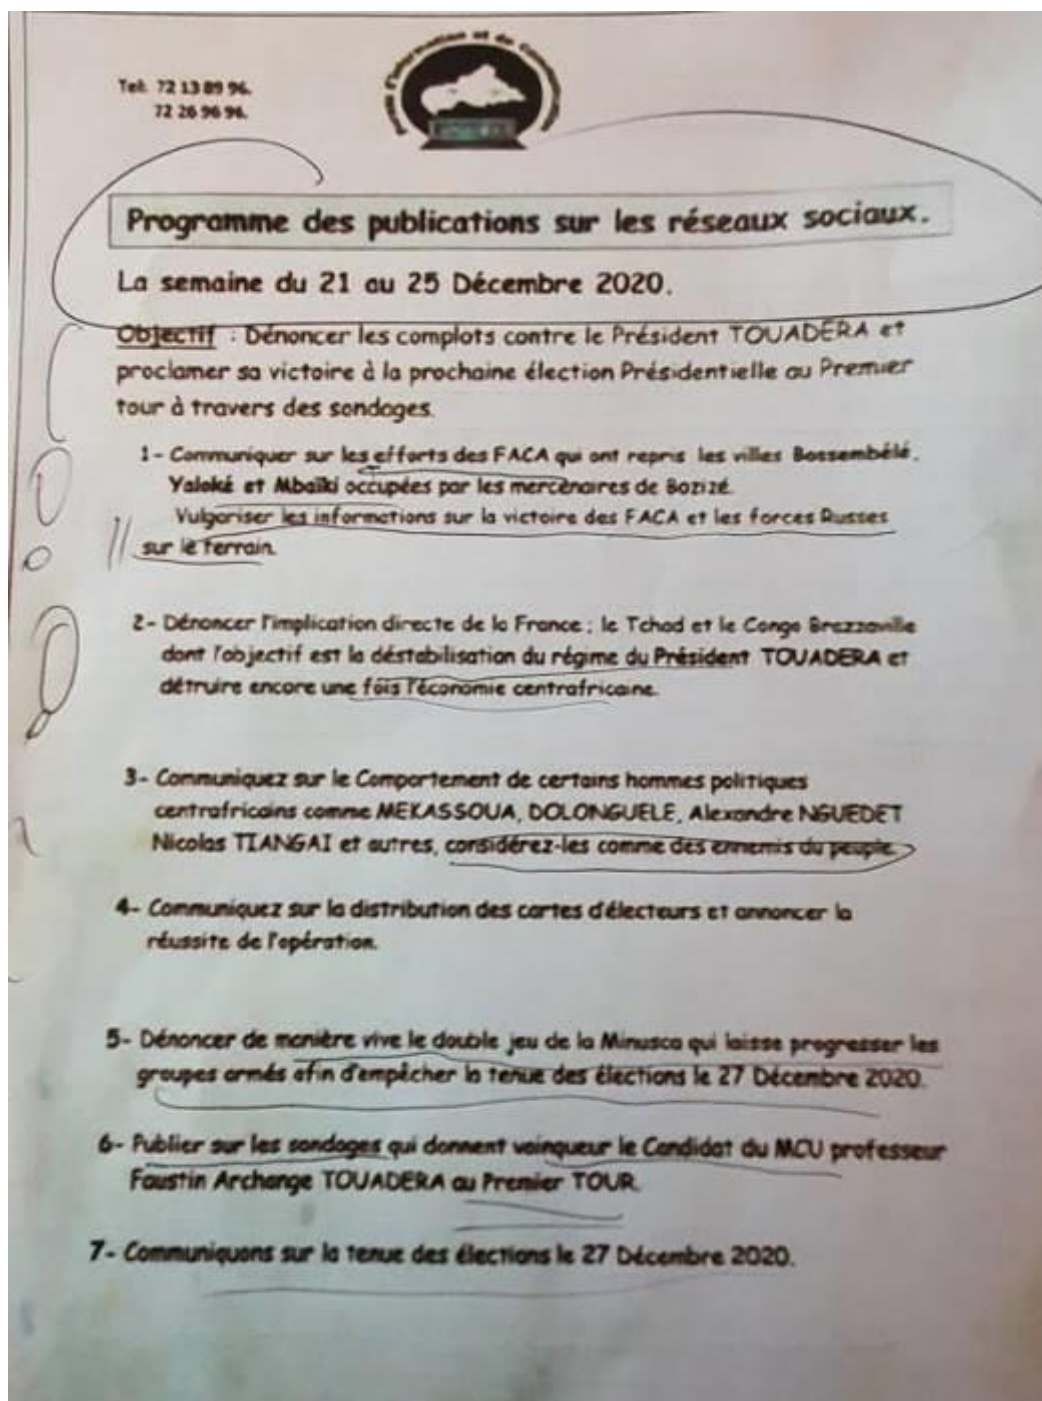 Tel: 72 13 89 96.
72 26 96 96.
d'Information et de
Programme des publications sur les réseaux sociaux.
La semaine du 21 au 25 Décembre 2020.
Objectif : Dénoncer les complots contre le Président TOUADERA et
proclamer sa victoire à la prochaine élection Présidentielle au Premier
tour à travers des sondages.
1- Communiquer sur les efforts des FACA qui ont repris les villes Bossembélé,
Yaloké et Mbaïki occupées par les mercenaires de Bozizé.
Vulgariser les informations sur la victoire des FACA et les forces Russes
sur le terrain.
2- Dénoncer l'implication directe de la France ; le Tchad et le Congo Brazzaville
dont l'objectif est la déstabilisation du régime du Président TOUADERA et
détruire encore une fois l'économie centrafricaine.
3- Communiquez sur le Comportement de certains hommes politiques
centrafricains comme MEKASSOUA, DOLONGUELE, Alexandre NGUEDET
Nicolas TIANGAI et autres, considérez-les comme des ennemis du peuple.
4- Communiquez sur la distribution des cartes d'électeurs et annoncer la
réussite de l'opération.
5- Dénoncer de manière vive le double jeu de la Minusca qui laisse progresser les
groupes armés afin d'empêcher la tenue des élections le 27 Décembre 2020.
6- Publier sur les sondages qui donnent vainqueur le Candidat du MCU professeur
Faustin Archange TOUADERA au Premier TOUR.
7- Communiquons sur la tenue des élections le 27 Décembre 2020.